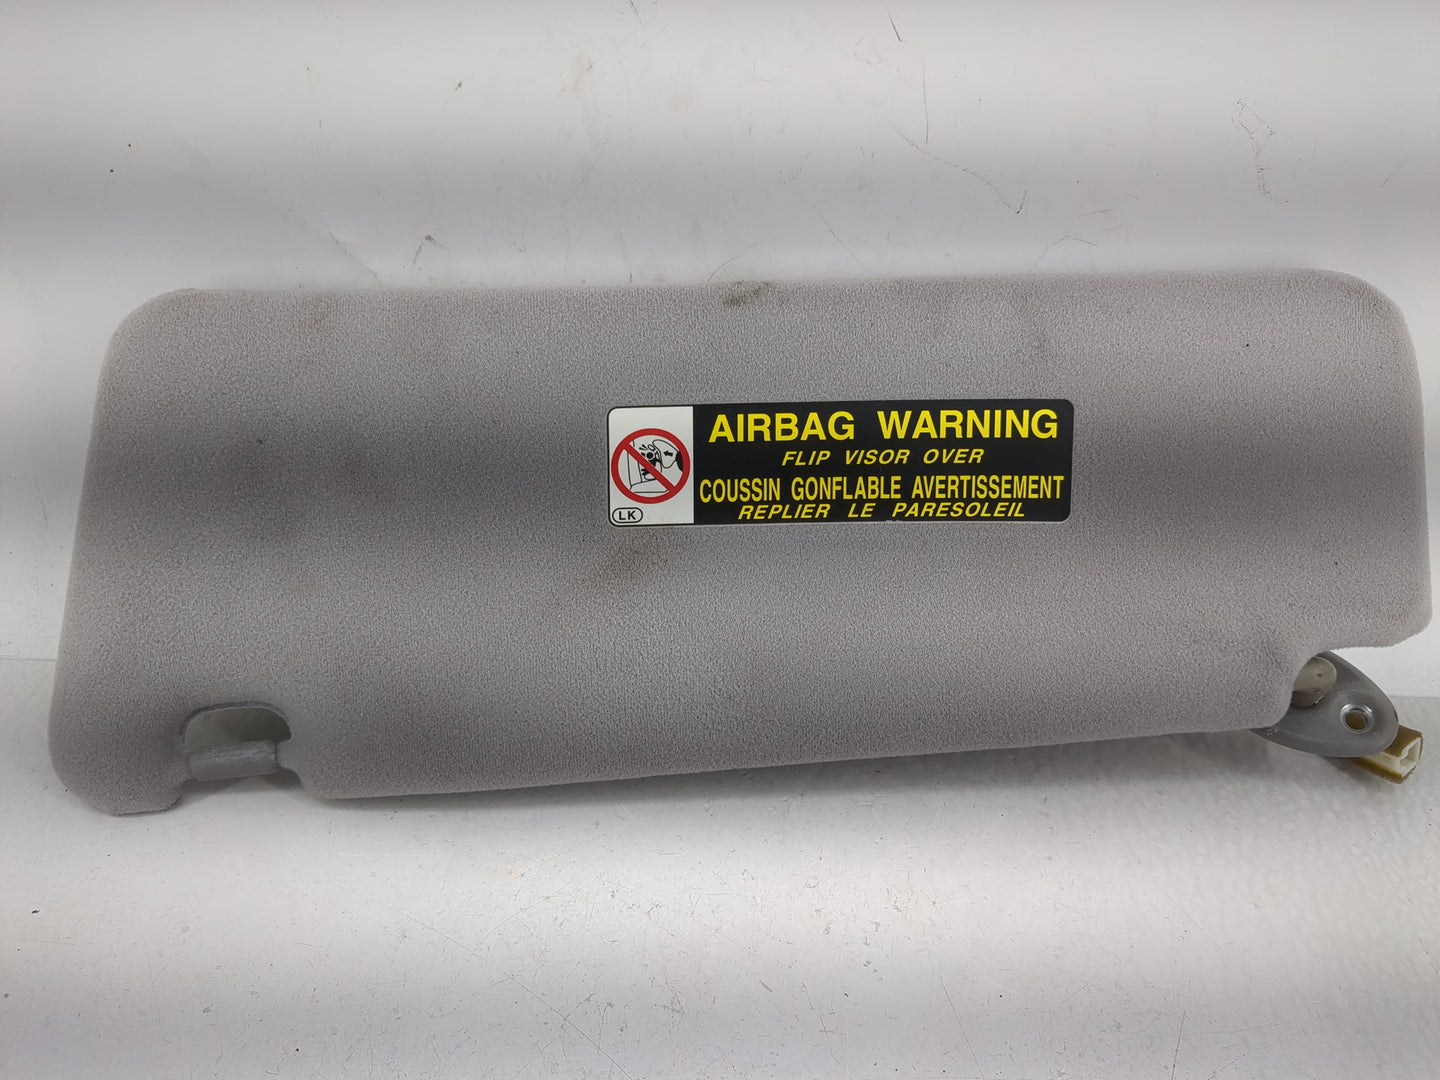 AIRBAG WARNING
FLIP VISOR OVER
COUSSIN GONFLABLE AVERTISSEMENT
REPLIER LE PARESOLEIL
LK